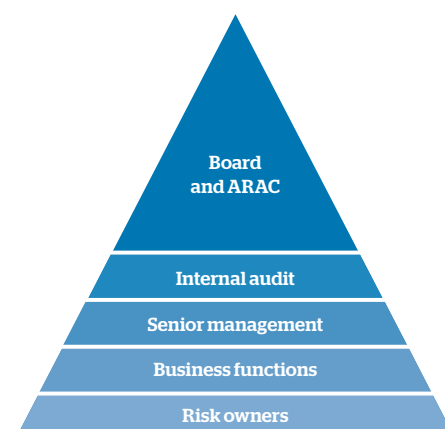 Board
and ARAC
Internal audit
Senior management
Business functions
Risk owners